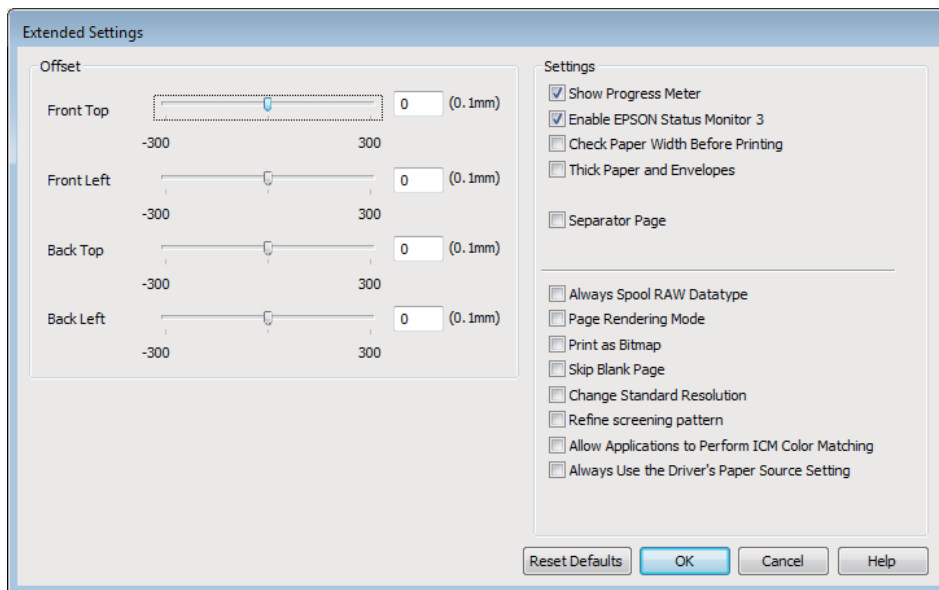 Extended Settings
Offset
Front Top
0
(0.1mm)
-300
300
Front Left
0
(0.1mm)
-300
300
Back Top
0
(0.1mm)
-300
300
Back Left
0
(0.1mm)
-300
300
Settings
Show Progress Meter
Enable EPSON Status Monitor 3
Check Paper Width Before Printing
Thick Paper and Envelopes
Separator Page
Always Spool RAW Datatype
Page Rendering Mode
Print as Bitmap
Skip Blank Page
Change Standard Resolution
Refine screening pattern
Allow Applications to Perform ICM Color Matching
Always Use the Driver's Paper Source Setting
Reset Defaults
OK
Cancel
Help